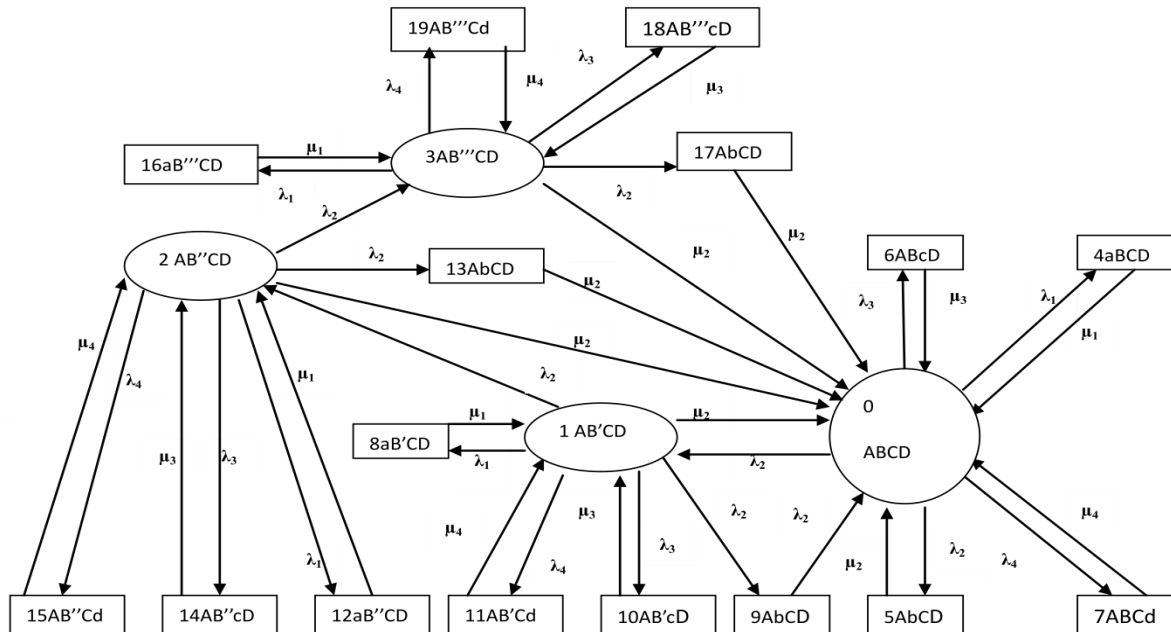 19AB'''Cd
18AB'''cD
λ₃
λ₄
μ₄
μ₃
μ₁
16aB'''CD
3AB'''CD
17AbCD
λ₁
λ₂
λ₂
μ₂
μ₂
2 AB''CD
λ₂
13AbCD
μ₂
6ABcD
4aBCD
λ₃
μ₃
λ₁
μ₁
μ₂
μ₄
λ₄
μ₁
λ₂
0
ABCD
μ₁
8aB'CD
1 AB'CD
μ₂
λ₁
λ₂
μ₃
λ₃
μ₄
μ₃
λ₂
λ₂
μ₄
λ₃
λ₁
λ₄
μ₂
λ₂
λ₄
15AB''Cd
14AB''cD
12aB''CD
11AB'Cd
10AB'cD
9AbCD
5AbCD
7ABCd